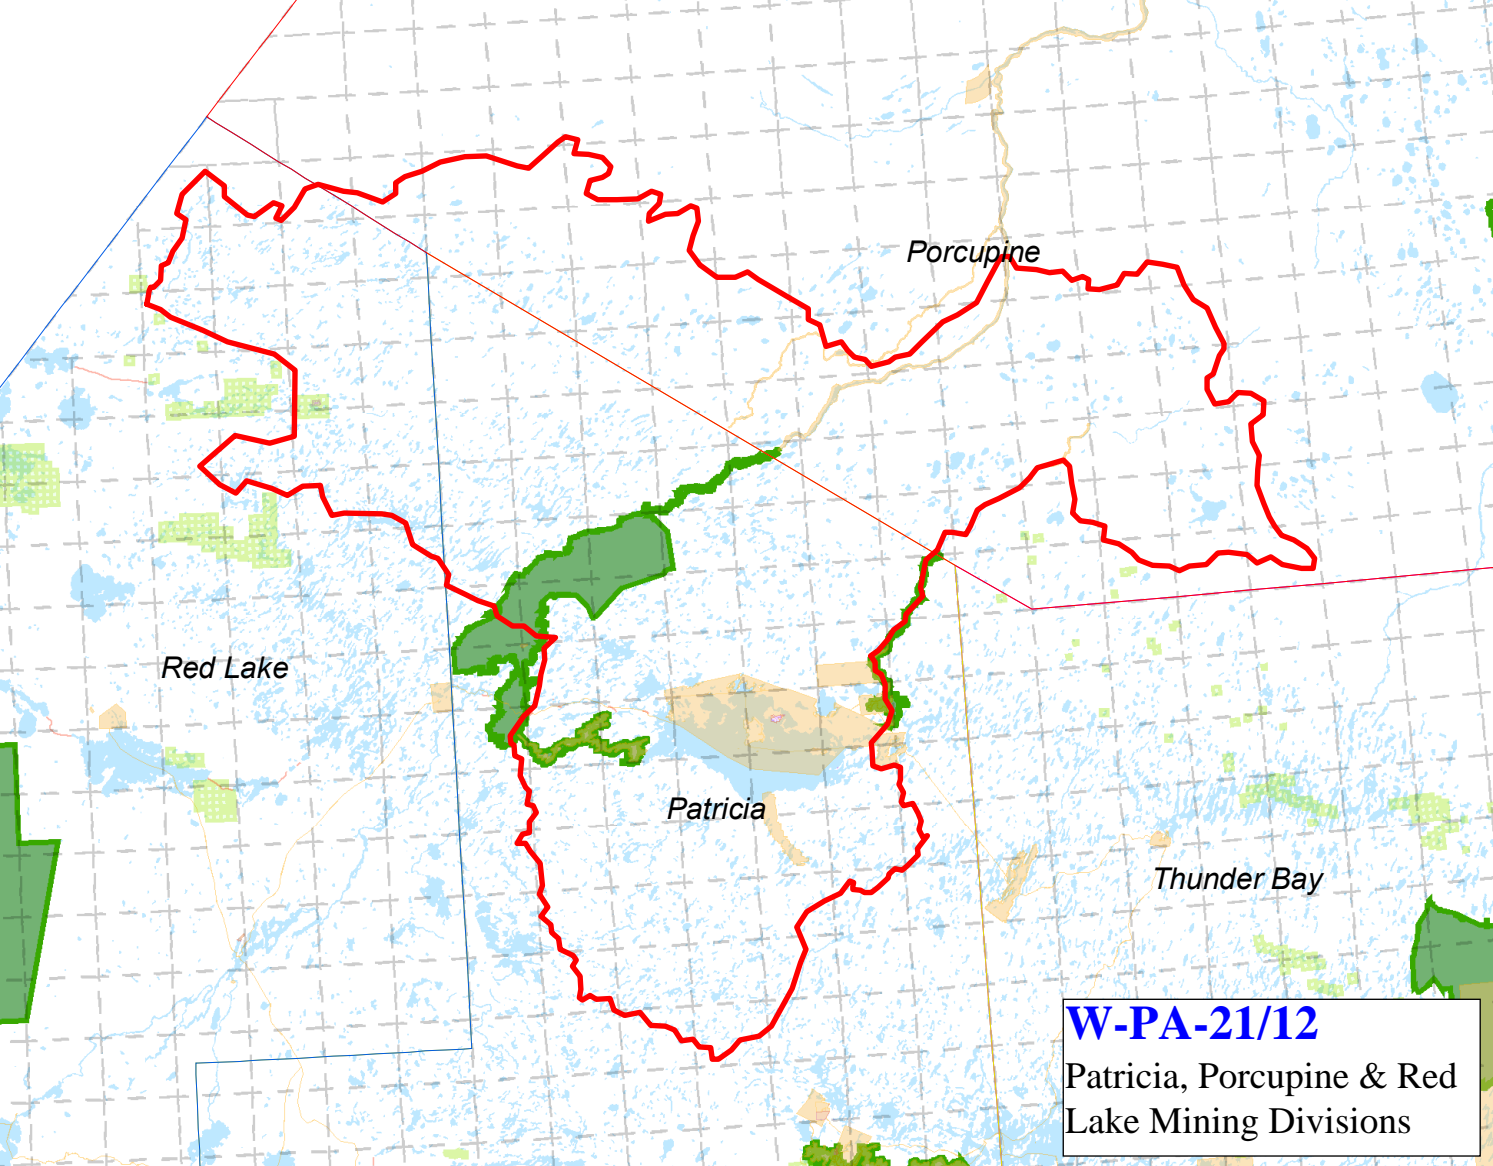 Porcupine
Red Lake
Patricia
Thunder Bay
W-PA-21/12
Patricia, Porcupine & Red
Lake Mining Divisions